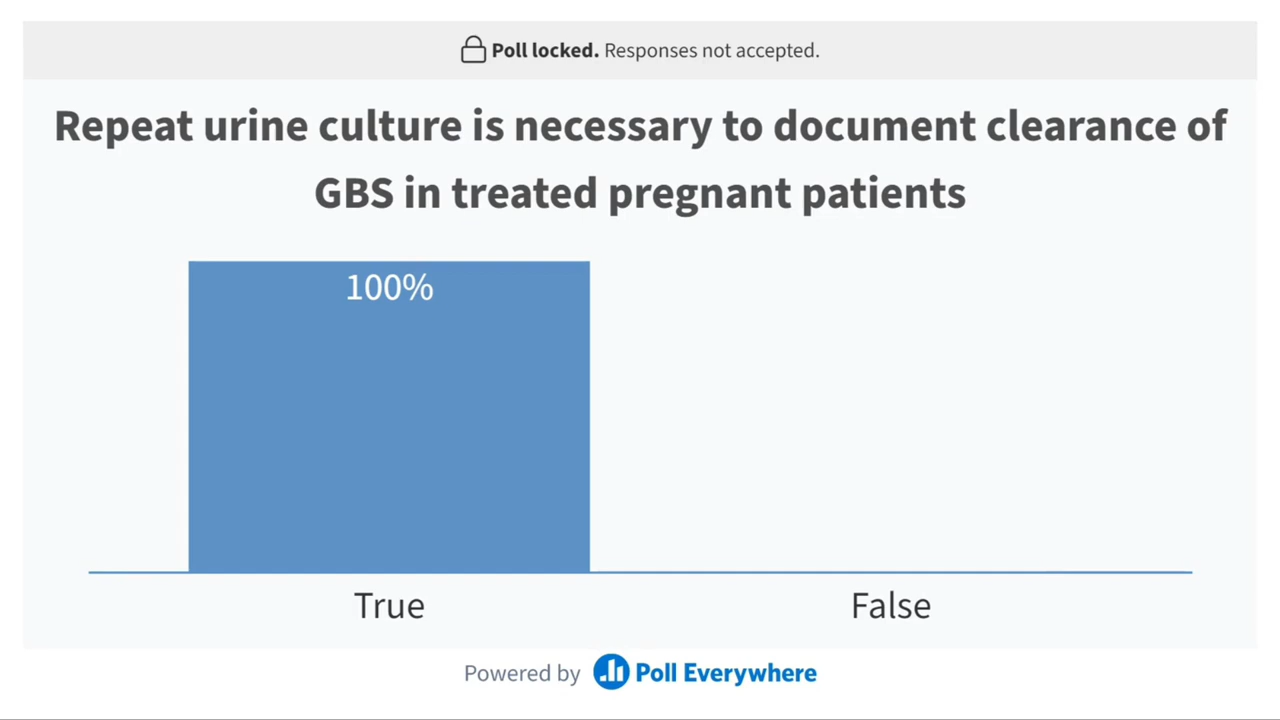 Poll locked. Responses not accepted.
Repeat urine culture is necessary to document clearance of
GBS in treated pregnant patients
100%
True
False
Powered by Poll Everywhere